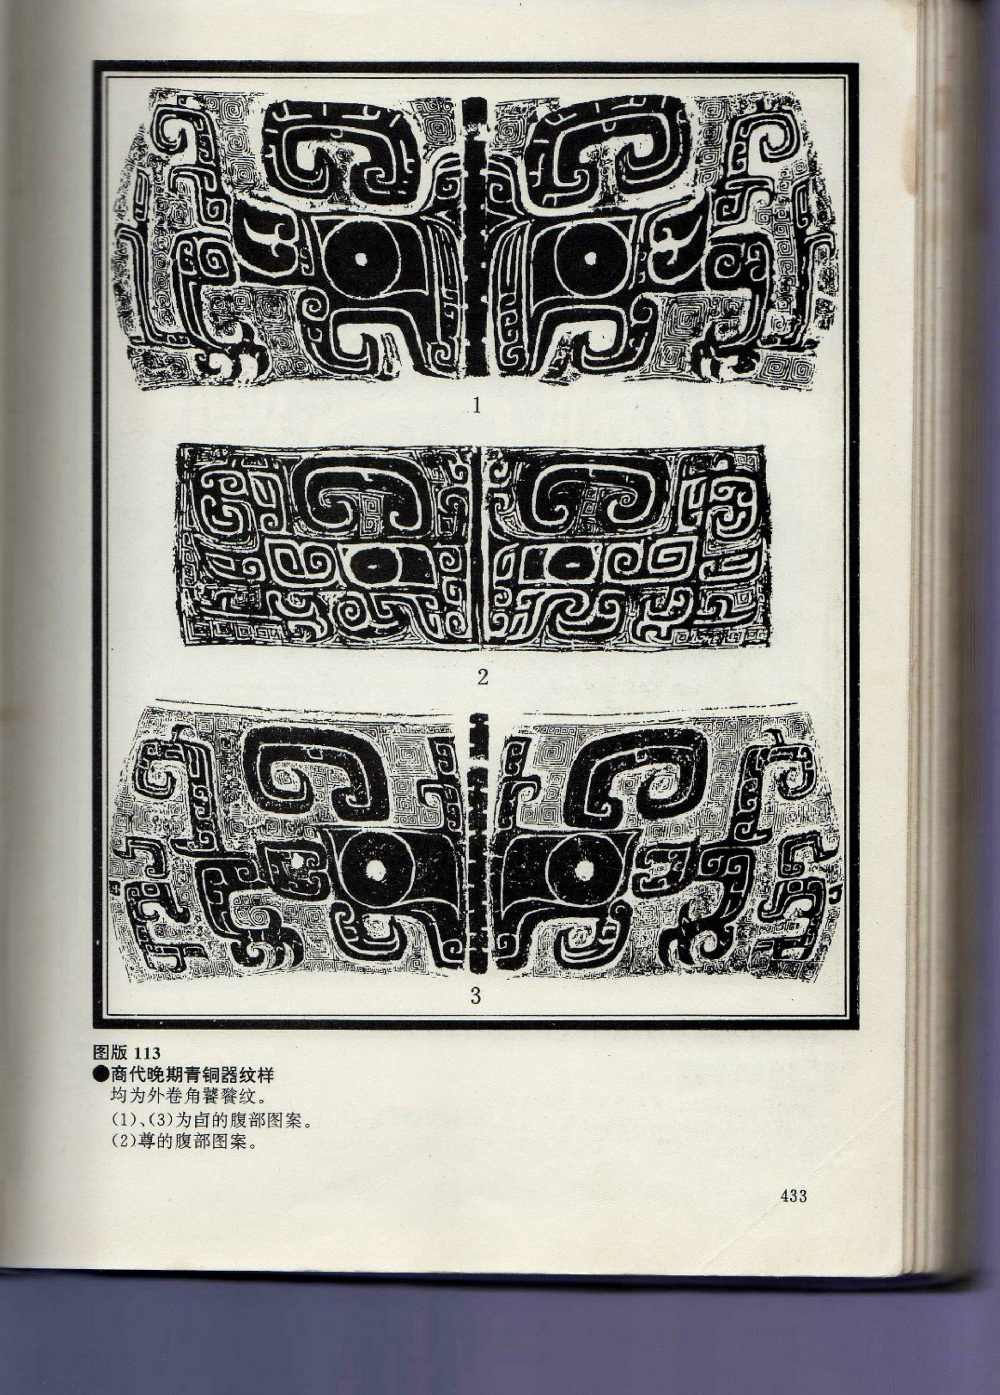 1
2
3
图版 113
●商代晚期青铜器纹样
均为外卷角饕餮纹。
(1)、(3)为卣的腹部图案。
(2)尊的腹部图案。
433